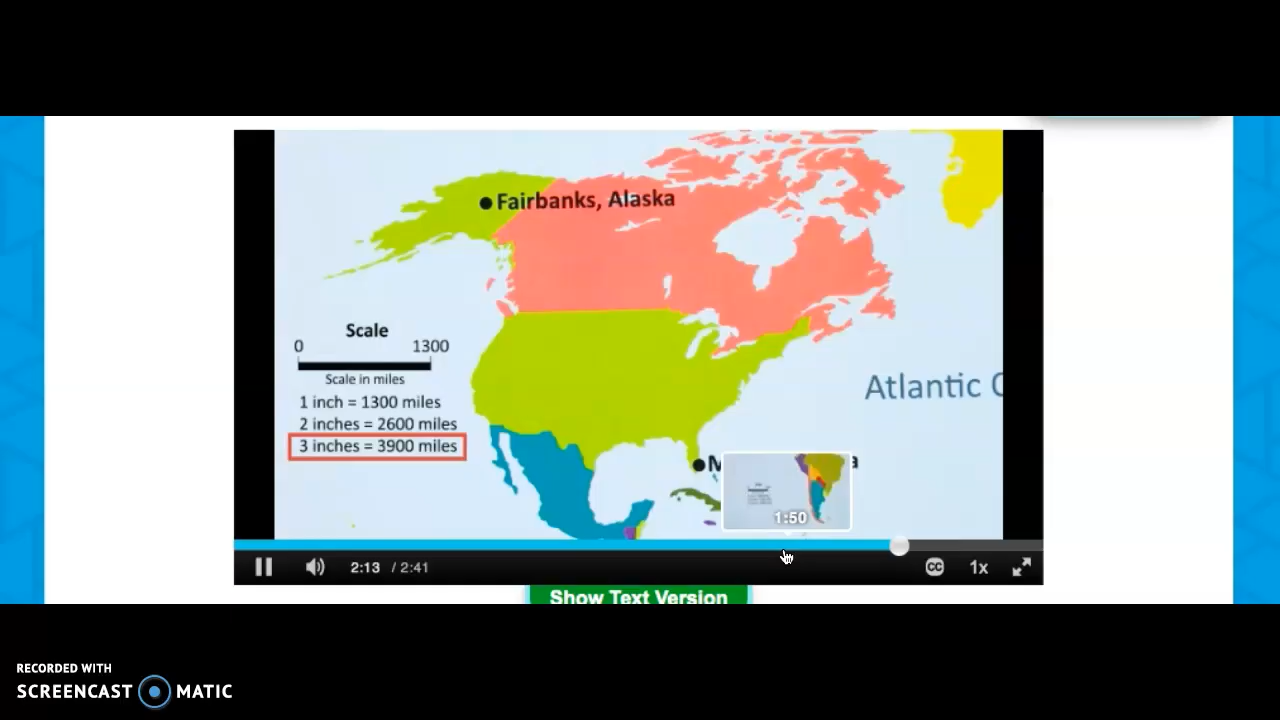 Fairbanks, Alaska
Scale
0 1300
Scale in miles
1 inch = 1300 miles
2 inches = 2600 miles
3 inches = 3900 miles
Atlantic
M
a
1:50
2:13 / 2:41
CC
1x
Show Text Version
RECORDED WITH
SCREENCAST MATIC